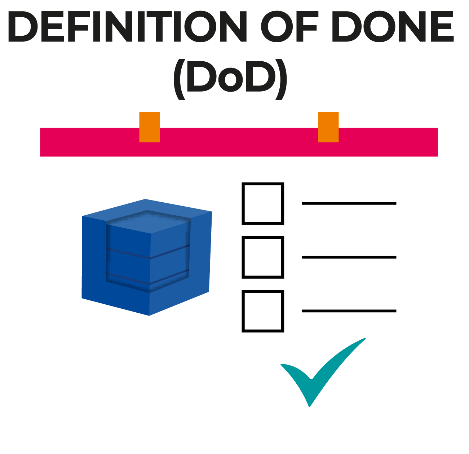 DEFINITION OF DONE
(DoD)